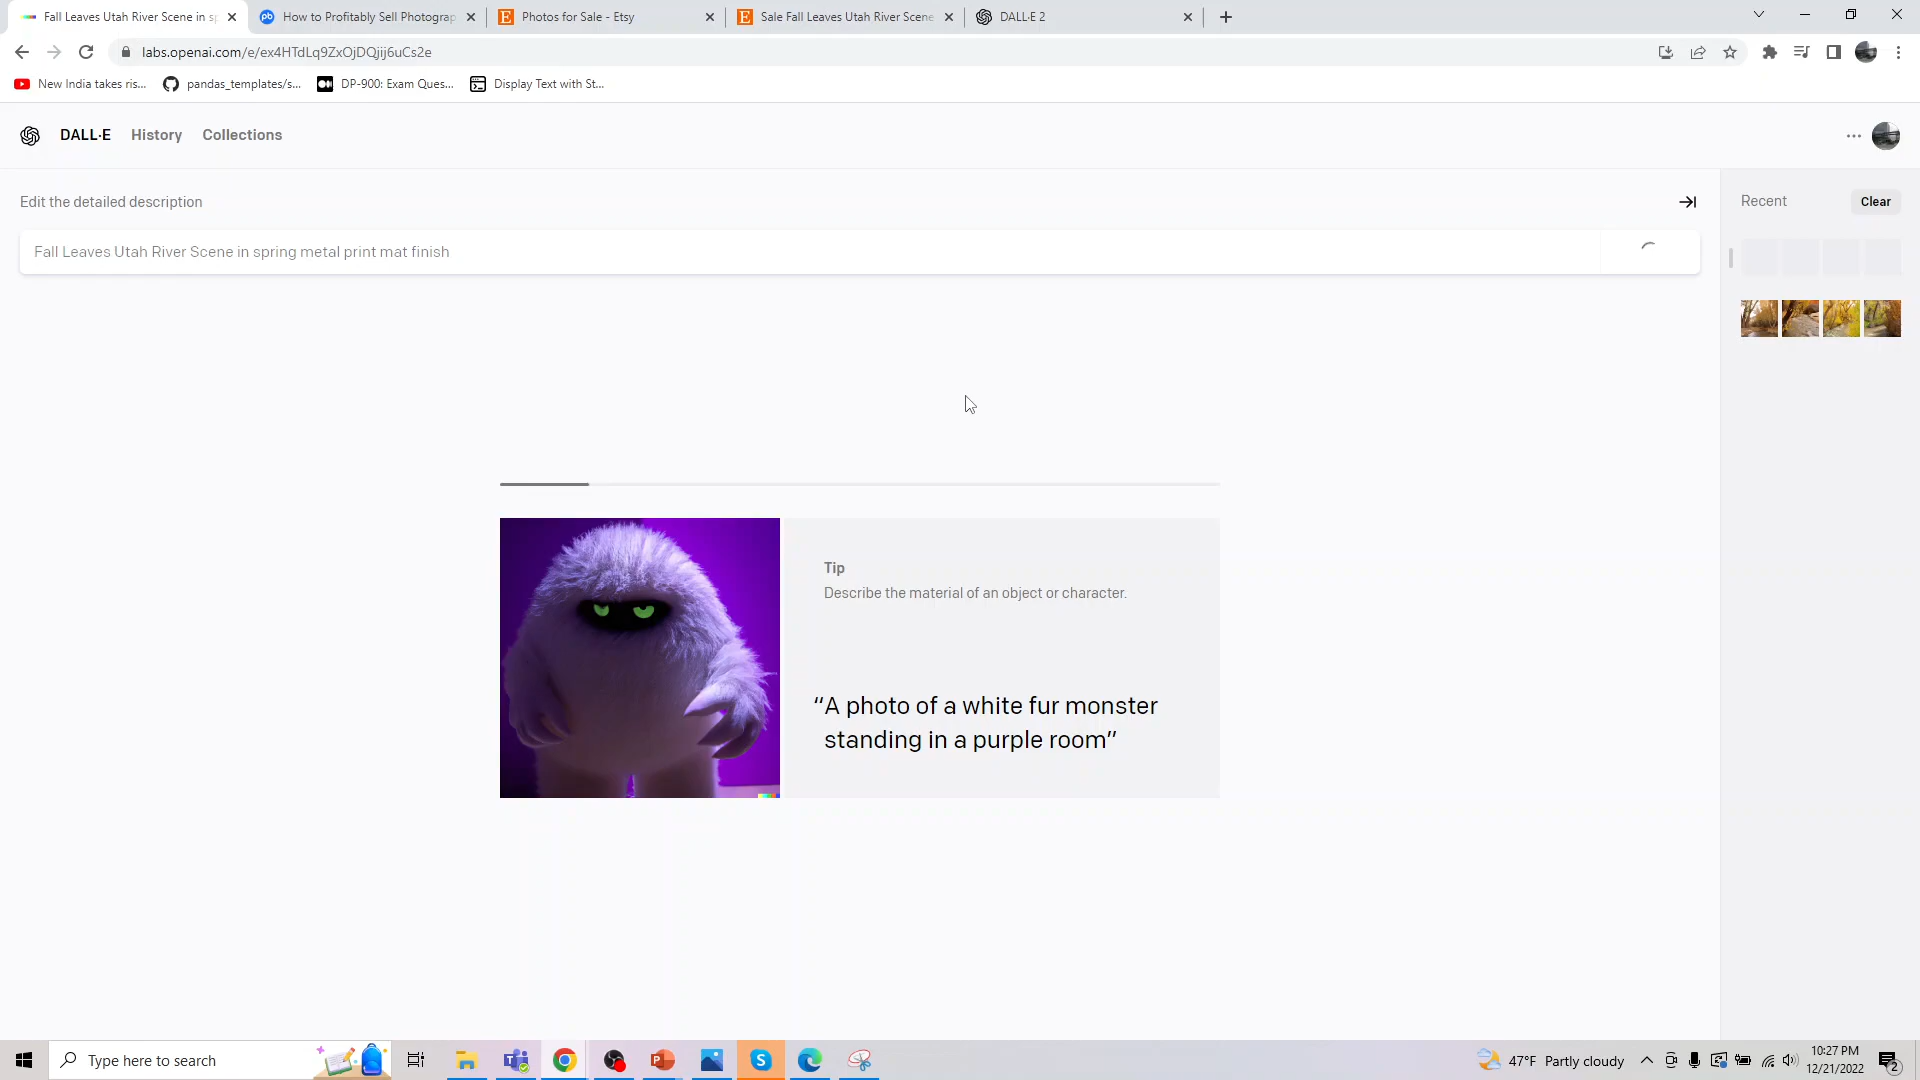 Fall Leaves Utah River Scene in sp
How to Profitably Sell Photograp
Photos for Sale - Etsy
Sale Fall Leaves Utah River Scene
DALL·E 2
labs.openai.com/e/ex4HTdLq9ZxOjDQjij6uCs2e
New India takes ris...
pandas_templates/s...
DP-900: Exam Ques...
Display Text with St...
DALL·E
History
Collections
Edit the detailed description
Recent
Clear
Fall Leaves Utah River Scene in spring metal print mat finish
Tip
Describe the material of an object or character.
“A photo of a white fur monster
standing in a purple room”
Type here to search
47°F Partly cloudy
10:27 PM
12/21/2022
2